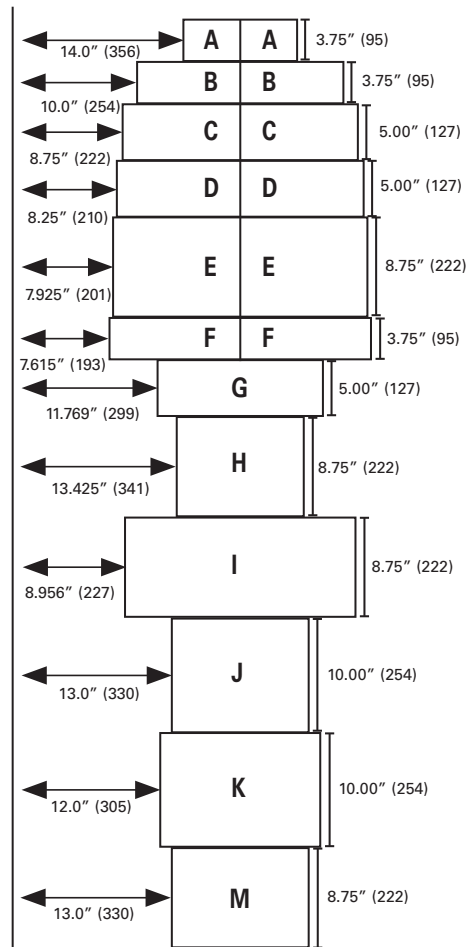 A A 3.75" (95)
14.0" (356)
B B 3.75" (95)
10.0" (254)
C C 5.00" (127)
8.75" (222)
D D 5.00" (127)
8.25" (210)
E E 8.75" (222)
7.925" (201)
F F 3.75" (95)
7.615" (193)
G 5.00" (127)
11.769" (299)
H 8.75" (222)
13.425" (341)
I 8.75" (222)
8.956" (227)
J 10.00" (254)
13.0" (330)
K 10.00" (254)
12.0" (305)
M 8.75" (222)
13.0" (330)